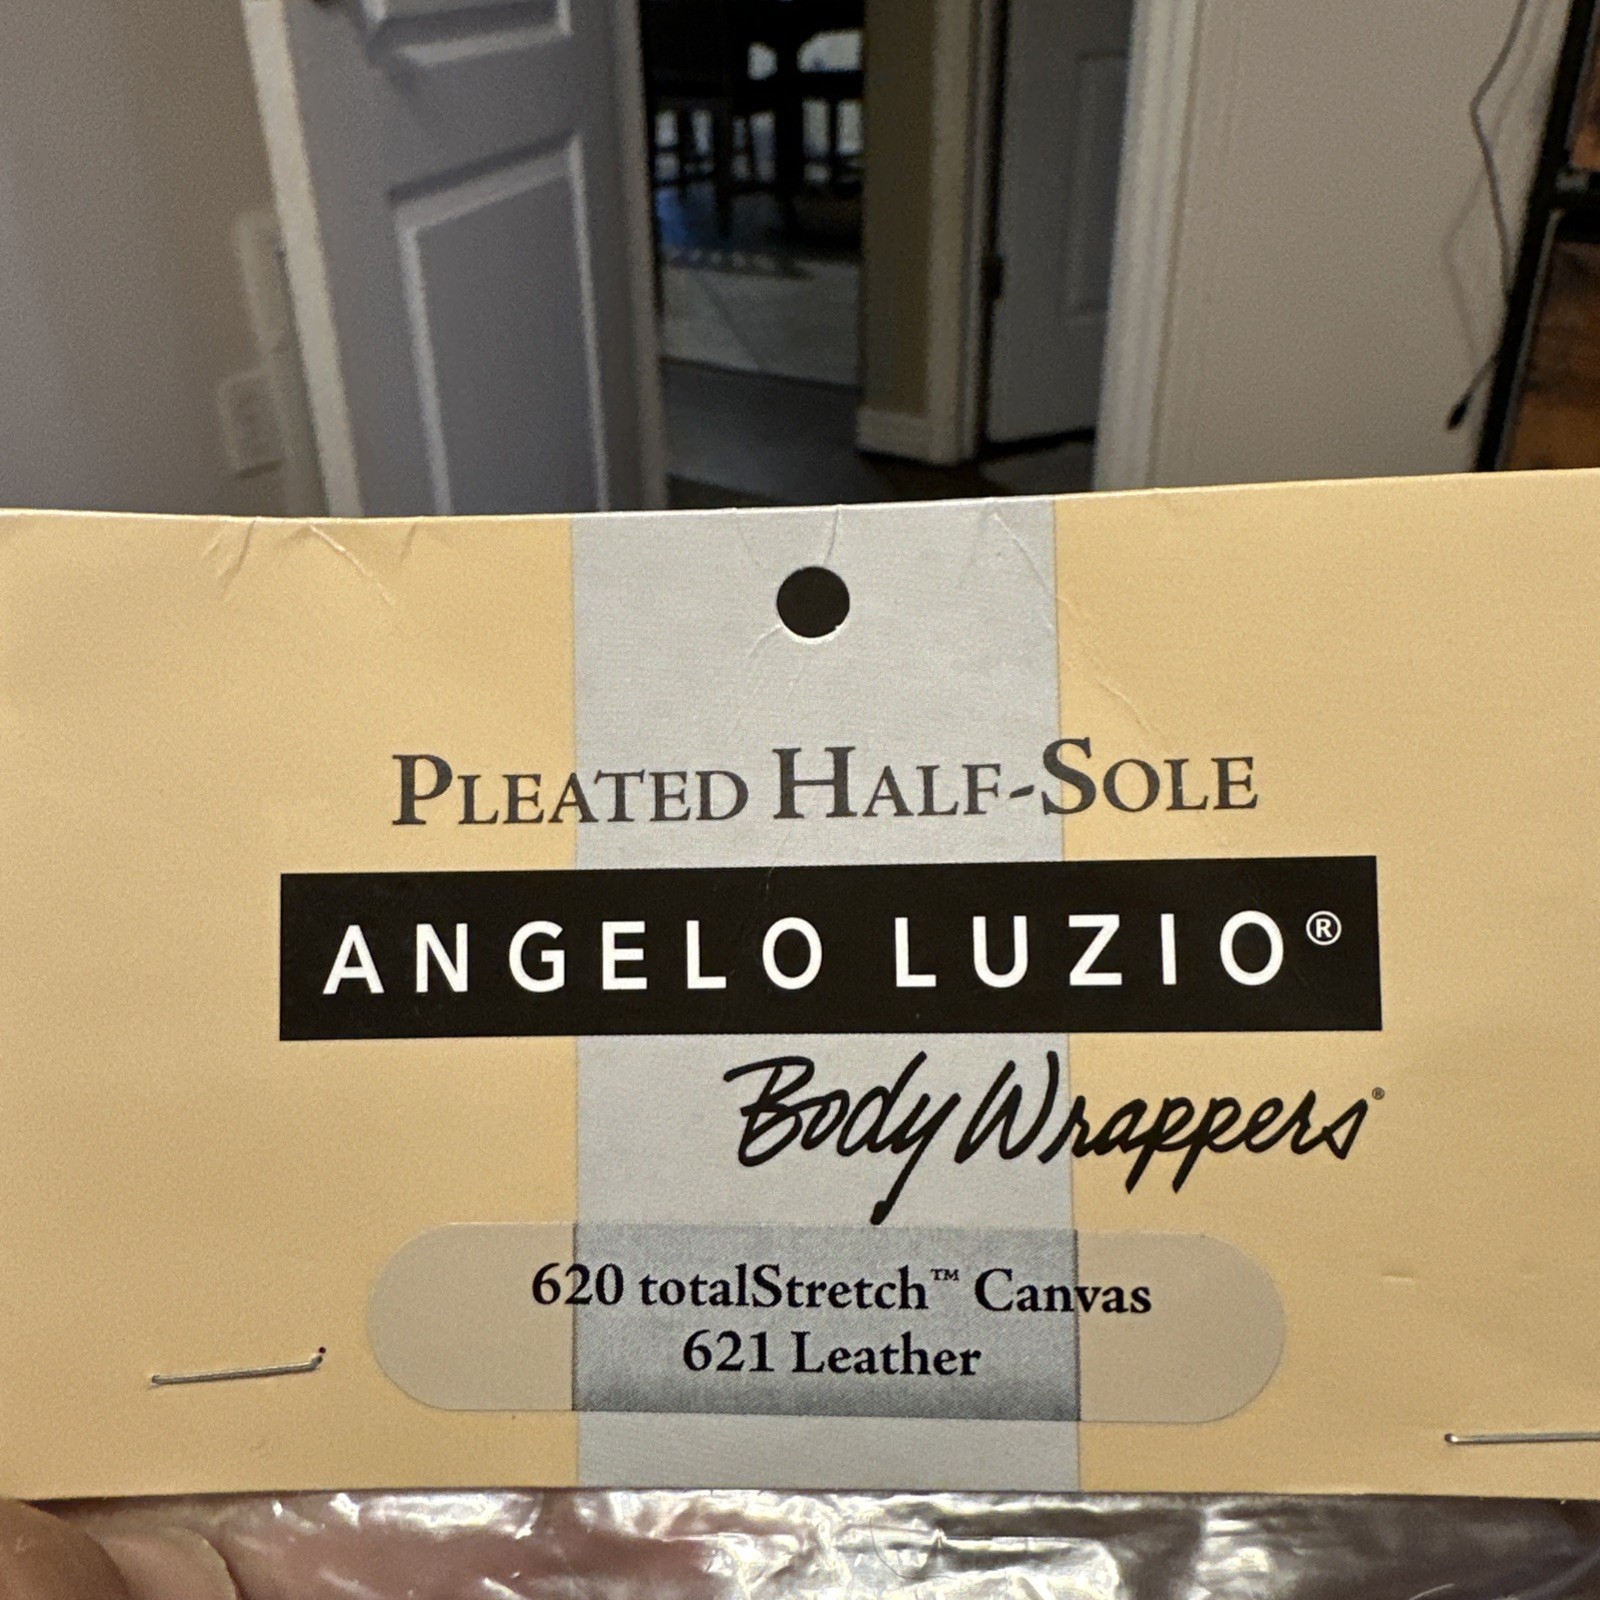 PLEATED HALF-SOLE
ANGELO LUZIO®
Body Wrappers®
620 totalStretch™ Canvas
621 Leather